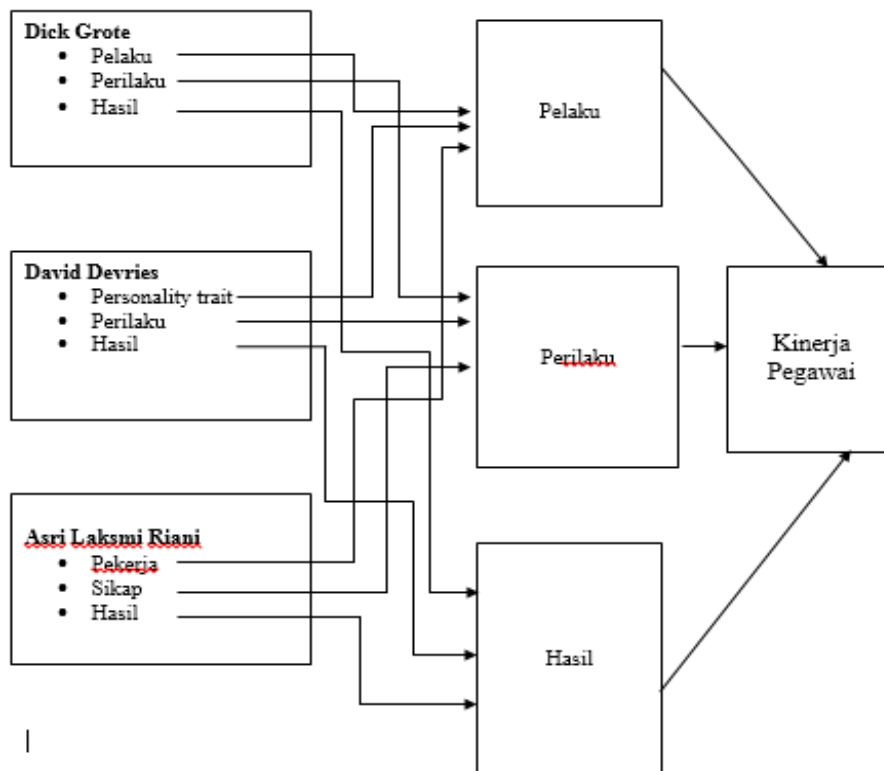 Dick Grote
• Pelaku
• Perilaku
• Hasil
David Devries
• Personality trait
• Perilaku
• Hasil
Asri Laksmi Riani
• Pekerja
• Sikap
• Hasil
Pelaku
Perilaku
Hasil
Kinerja
Pegawai